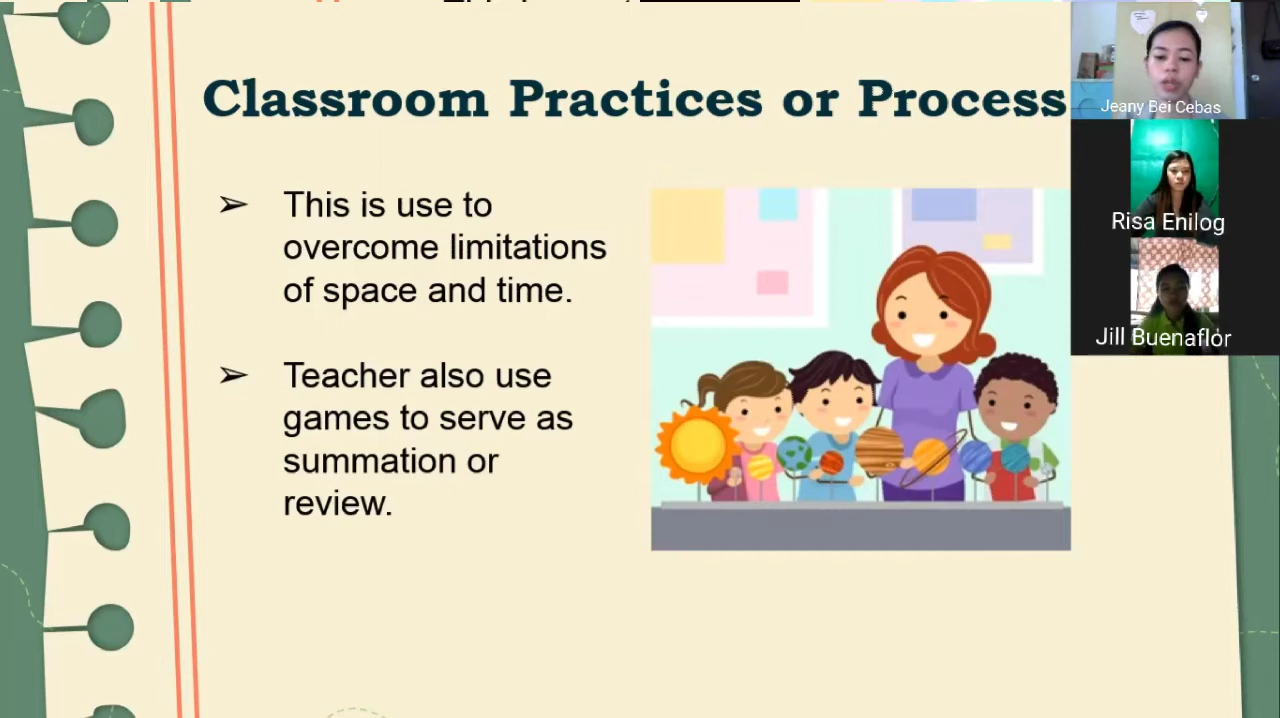 Classroom Practices or Process
➢ This is use to
overcome limitations
of space and time.
➢ Teacher also use
games to serve as
summation or
review.
Jeany Bei Cebas
Risa Enilog
Jill Buenaflor